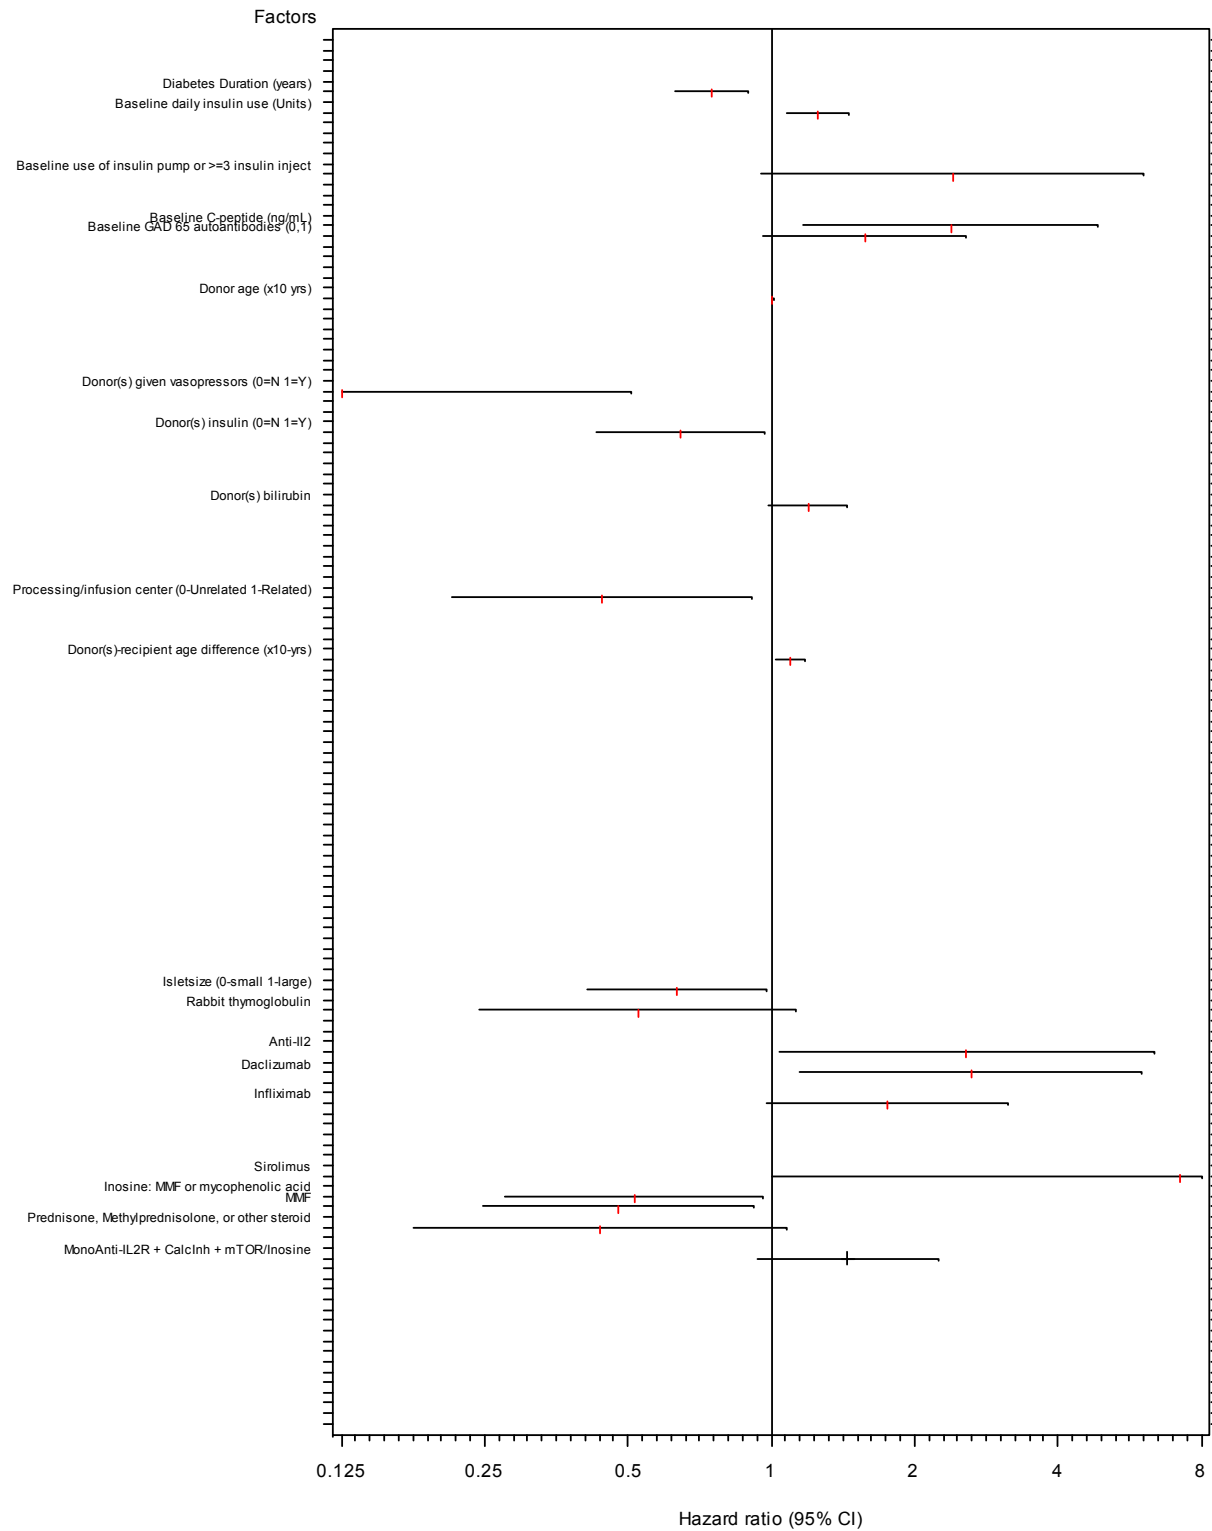 Factors
Diabetes Duration (years)
Baseline daily insulin use (Units)
Baseline use of insulin pump or >=3 insulin inject
Baseline C-peptide (ng/mL)
Baseline GAD 65 autoantibodies (0,1)
Donor age (x10 yrs)
Donor(s) given vasopressors (0=N 1=Y)
Donor(s) insulin (0=N 1=Y)
Donor(s) bilirubin
Processing/infusion center (0-Unrelated 1-Related)
Donor(s)-recipient age difference (x10-yrs)
Isletsize (0-small 1-large)
Rabbit thymoglobulin
Anti-Il2
Daclizumab
Infliximab
Sirolimus
Inosine: MMF or mycophenolic acid
MMF
Prednisone, Methylprednisolone, or other steroid
MonoAnti-IL2R + CalcInh + mTOR/Inosine
0.125 0.25 0.5 1 2 4 8
Hazard ratio (95% CI)